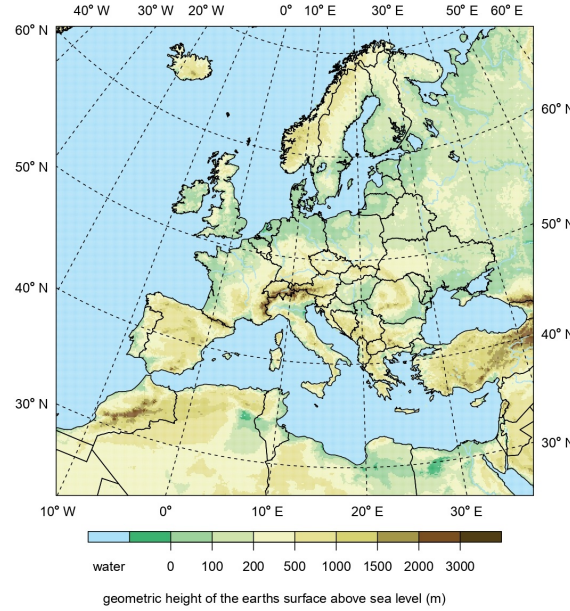 40° W 30° W 20° W 0° 10° E 30° E 50° E 60° E
60° N
60° N
50° N
50° N
40° N
40° N
30° N
30° N
10° W 0° 10° E 20° E 30° E
water 0 100 200 500 1000 1500 2000 3000
geometric height of the earths surface above sea level (m)